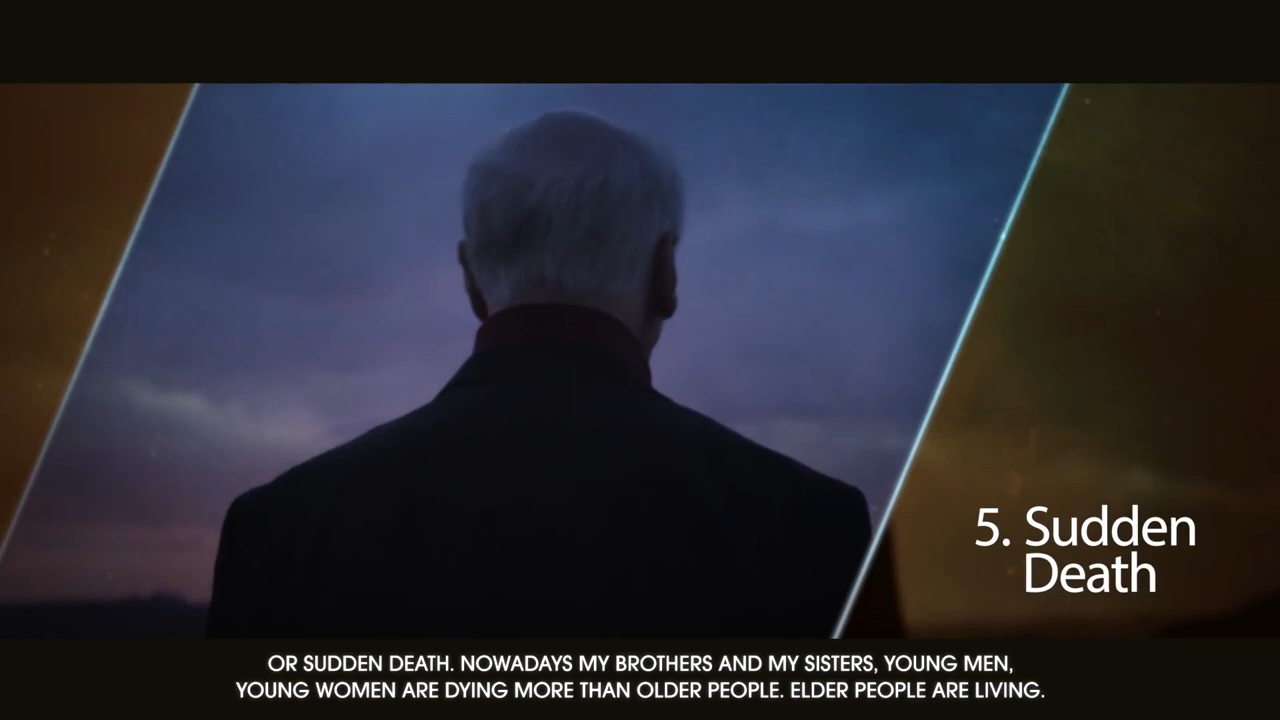 5. Sudden
Death
OR SUDDEN DEATH. NOWADAYS MY BROTHERS AND MY SISTERS, YOUNG MEN,
YOUNG WOMEN ARE DYING MORE THAN OLDER PEOPLE. ELDER PEOPLE ARE LIVING.